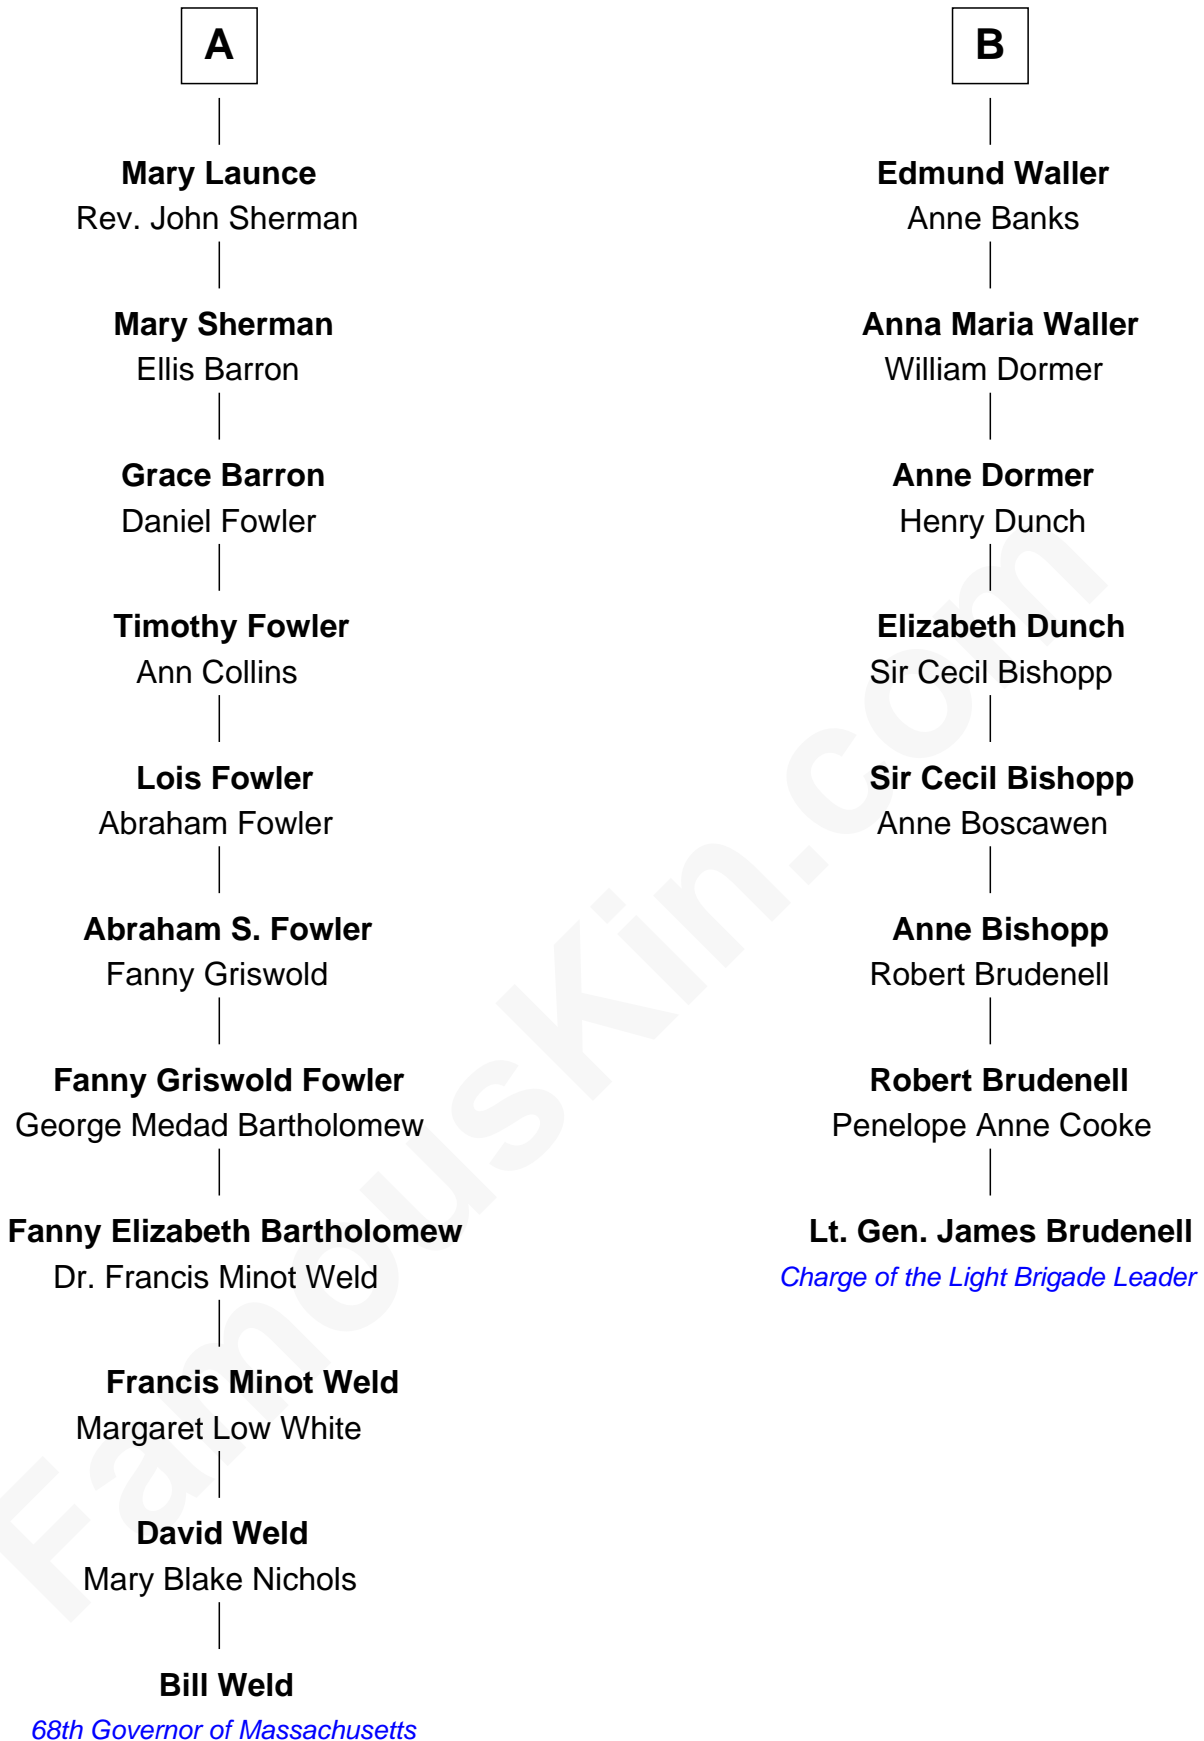 A
Mary Launce
Rev. John Sherman
Mary Sherman
Ellis Barron
Grace Barron
Daniel Fowler
Timothy Fowler
Ann Collins
Lois Fowler
Abraham Fowler
Abraham S. Fowler
Fanny Griswold
Fanny Griswold Fowler
George Medad Bartholomew
Fanny Elizabeth Bartholomew
Dr. Francis Minot Weld
Francis Minot Weld
Margaret Low White
David Weld
Mary Blake Nichols
Bill Weld
68th Governor of Massachusetts
B
Edmund Waller
Anne Banks
Anna Maria Waller
William Dormer
Anne Dormer
Henry Dunch
Elizabeth Dunch
Sir Cecil Bishopp
Sir Cecil Bishopp
Anne Boscawen
Anne Bishopp
Robert Brudenell
Robert Brudenell
Penelope Anne Cooke
Lt. Gen. James Brudenell
Charge of the Light Brigade Leader
FamousKin.com